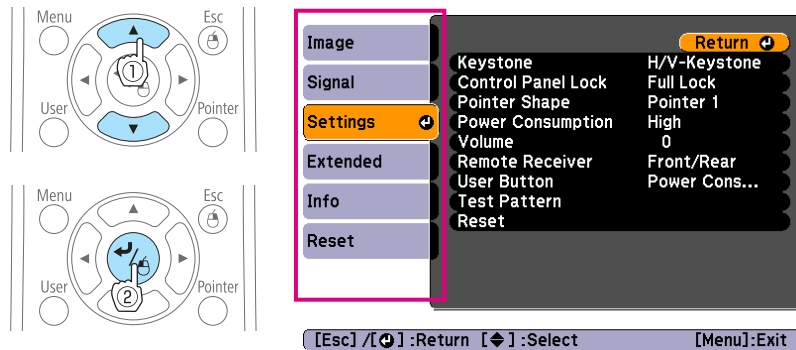 Menu
Esc
1
User
Pointer
Menu
Esc
User
Pointer
2
Image
Signal
Settings
Extended
Info
Reset
Return
Keystone H/V-Keystone
Control Panel Lock Full Lock
Pointer Shape Pointer 1
Power Consumption High
Volume 0
Remote Receiver Front/Rear
User Button Power Cons...
Test Pattern
Reset
[Esc] /[⏎] :Return [◆] :Select [Menu]:Exit